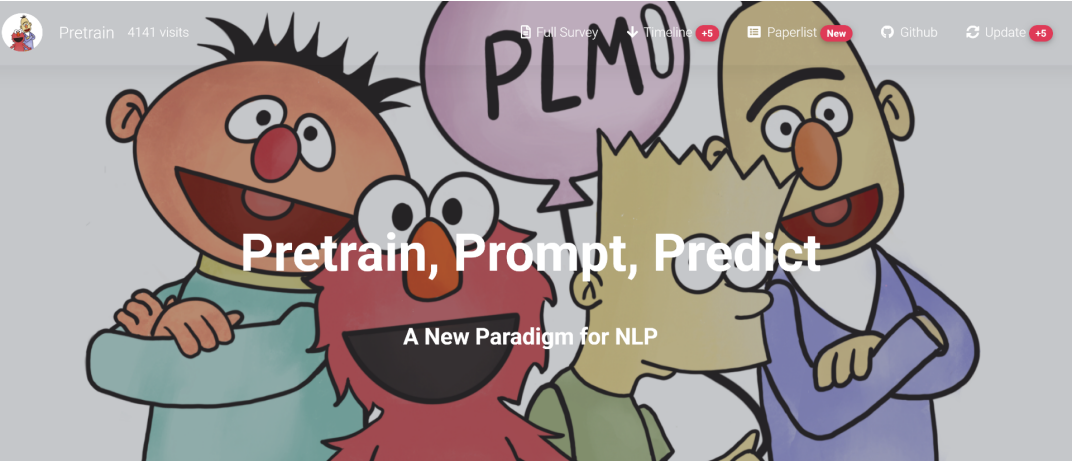 Pretrain 4141 visits Full Survey Timeline +5 Paperlist New Github Update +5
PLM
Pretrain, Prompt, Predict
A New Paradigm for NLP